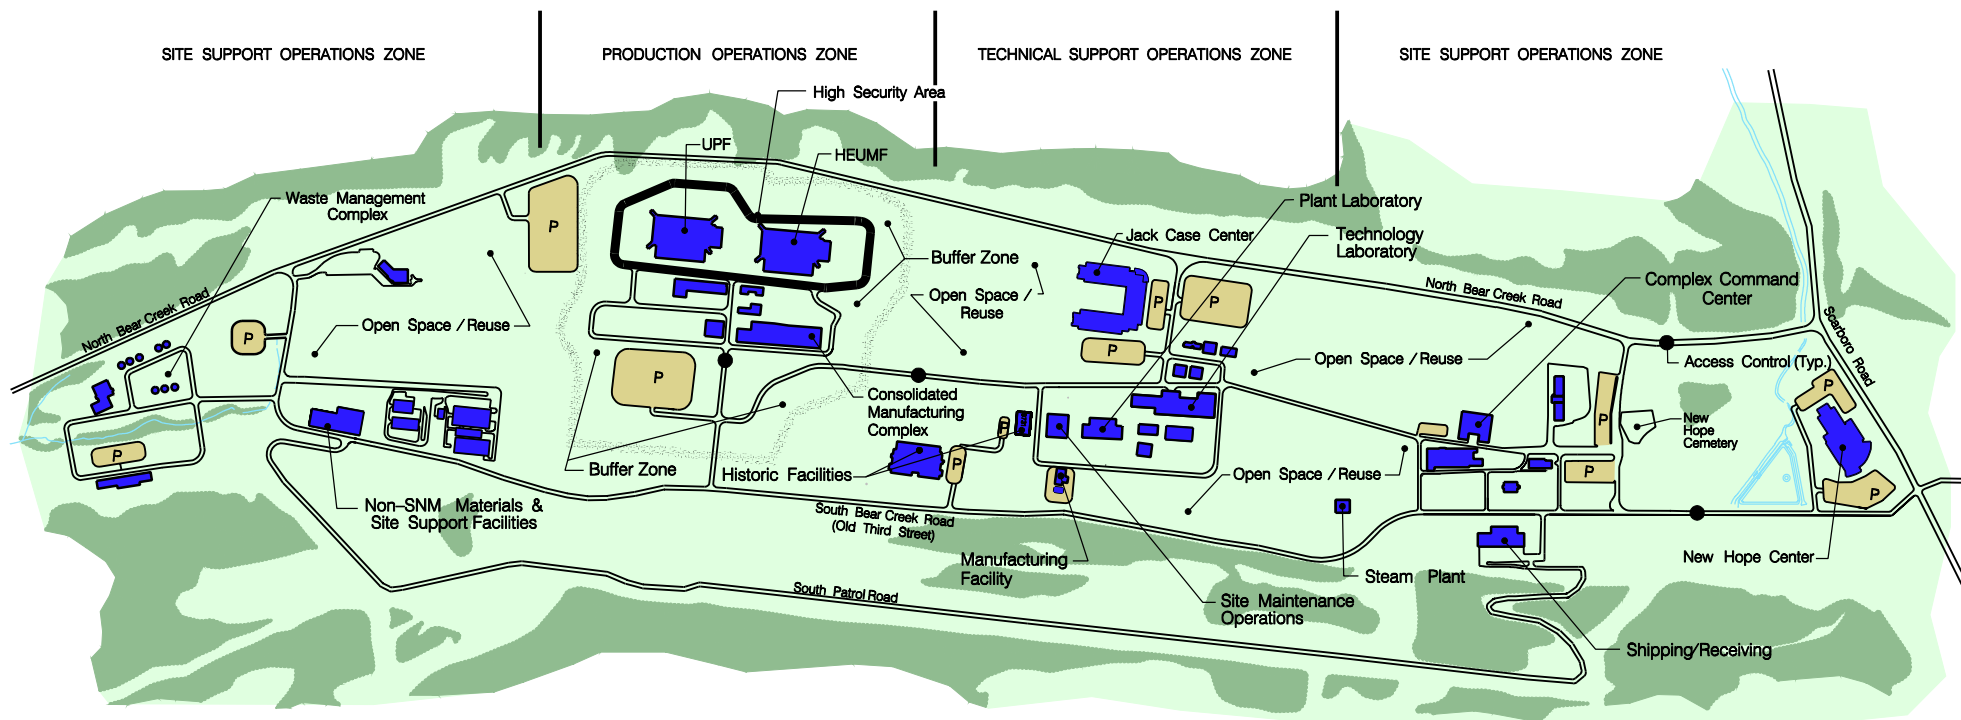 SITE SUPPORT OPERATIONS ZONE
PRODUCTION OPERATIONS ZONE
TECHNICAL SUPPORT OPERATIONS ZONE
SITE SUPPORT OPERATIONS ZONE
High Security Area
UPF
HEUMF
Waste Management
Complex
Plant Laboratory
P
Jack Case Center
Technology
Laboratory
Buffer Zone
Complex Command
Center
North Bear Creek Road
Open Space / Reuse
Open Space /
Reuse
P
P
North Bear Creek Road
Scarboro Road
P
P
Open Space / Reuse
Access Control (Typ.)
P
P
Consolidated
Manufacturing
Complex
P
New
Hope
Cemetery
P
P
P
Buffer Zone
Historic Facilities
P
Open Space / Reuse
P
P
Non-SNM Materials &
Site Support Facilities
South Bear Creek Road
(Old Third Street)
Manufacturing
Facility
New Hope Center
Steam Plant
South Patrol Road
Site Maintenance
Operations
Shipping/Receiving